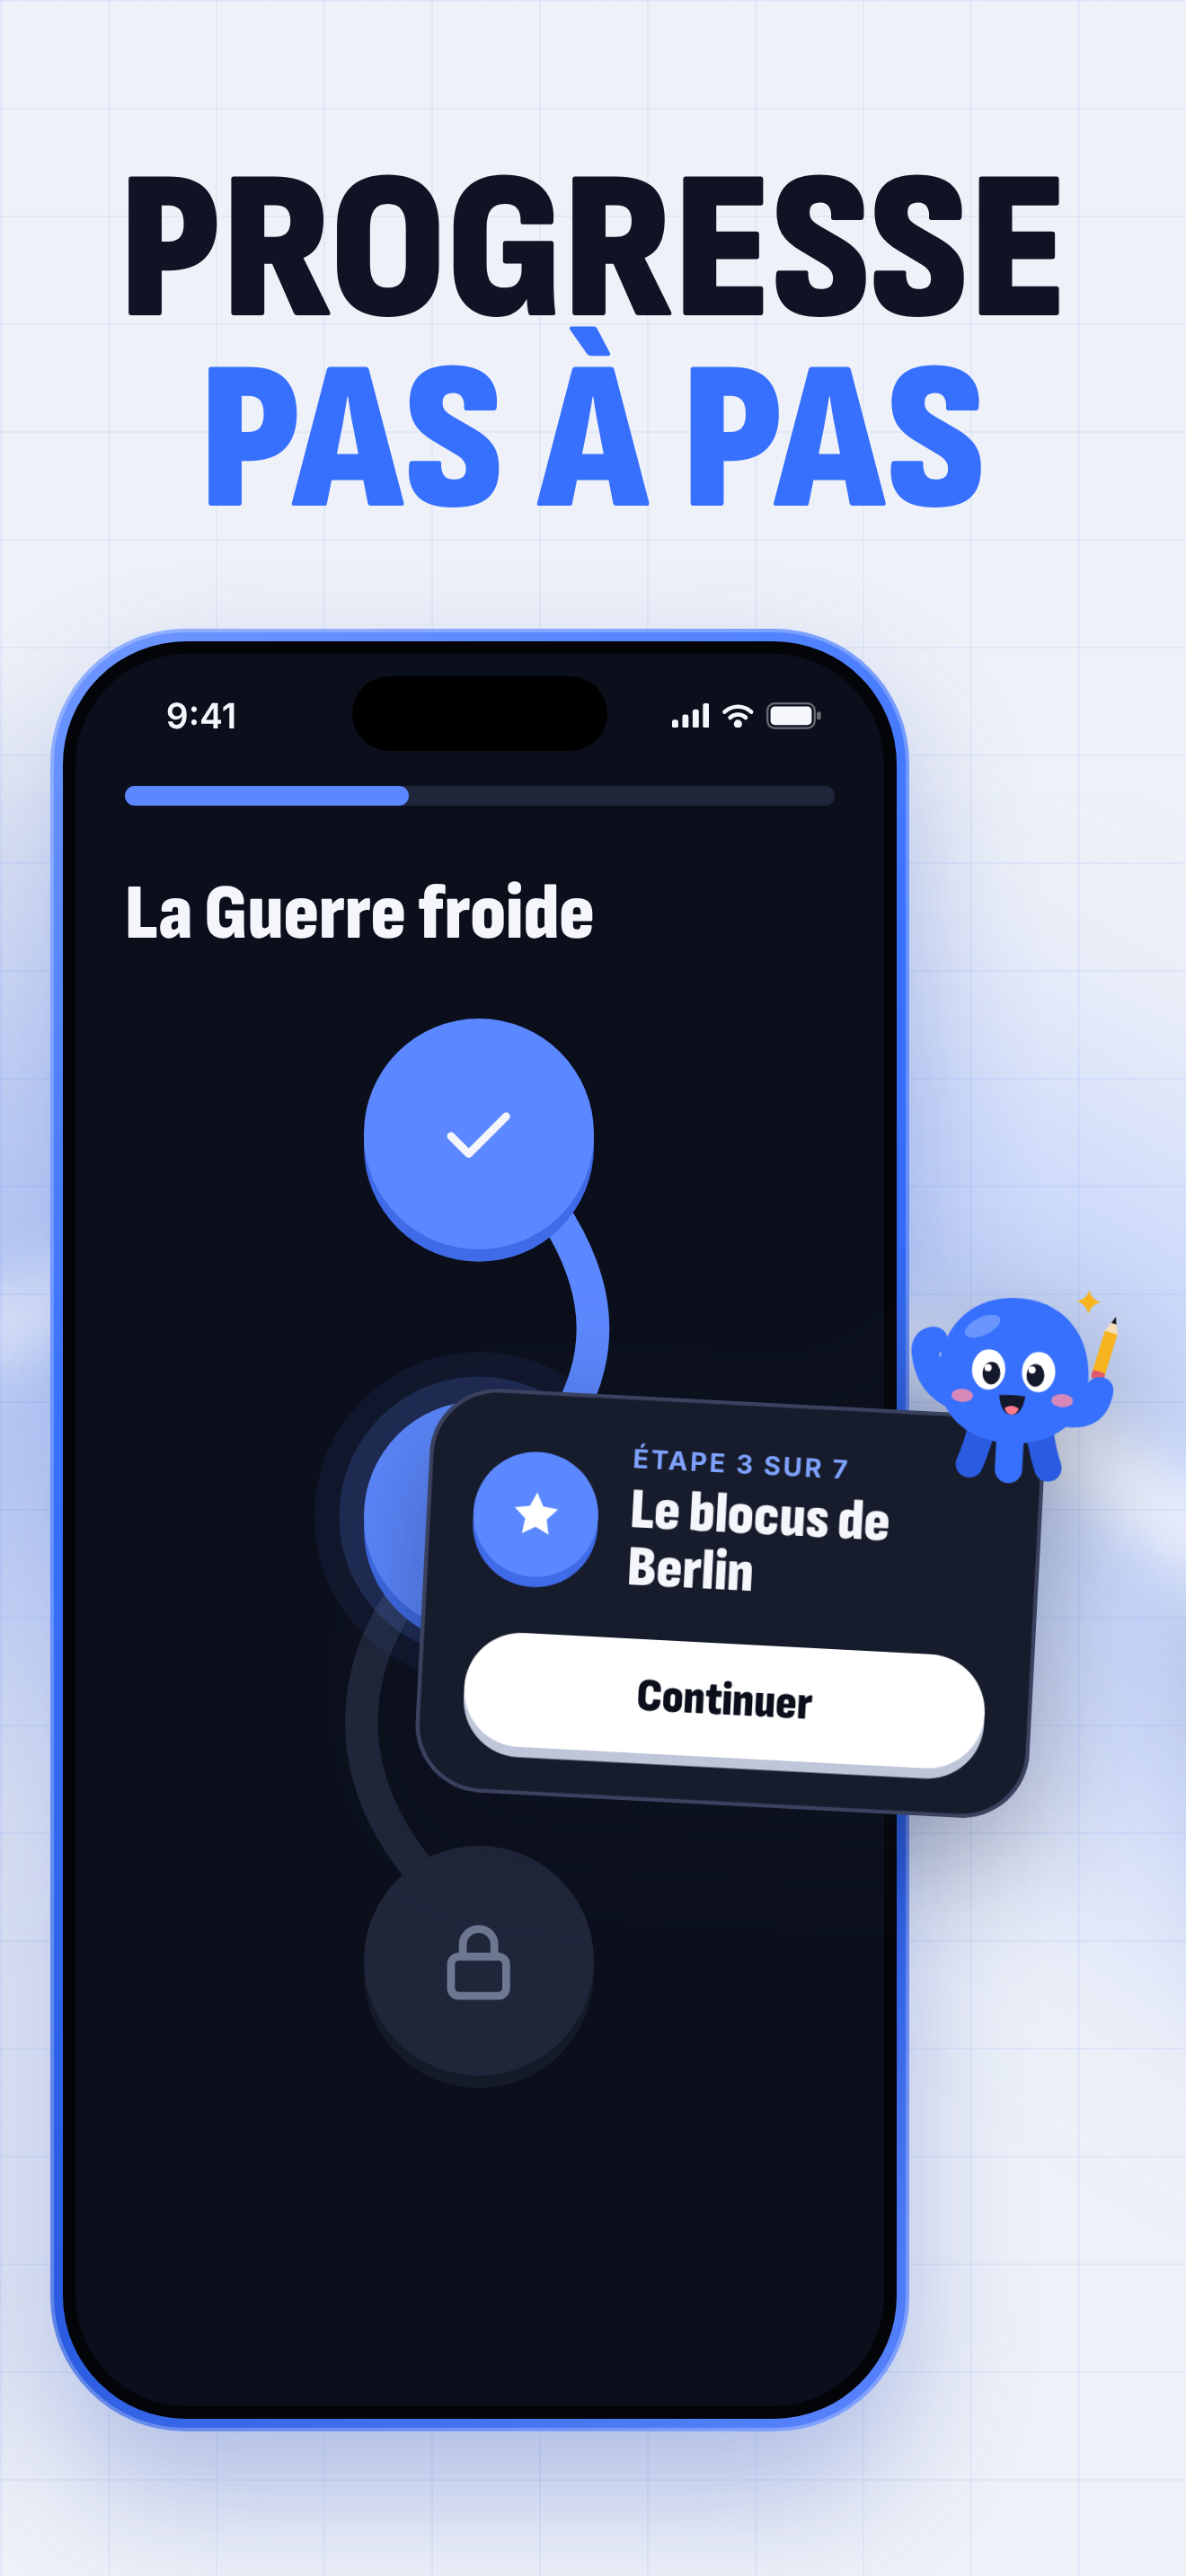 PROGRESSE
PAS À PAS
9:41
La Guerre froide
ÉTAPE 3 SUR 7
Le blocus de
Berlin
Continuer